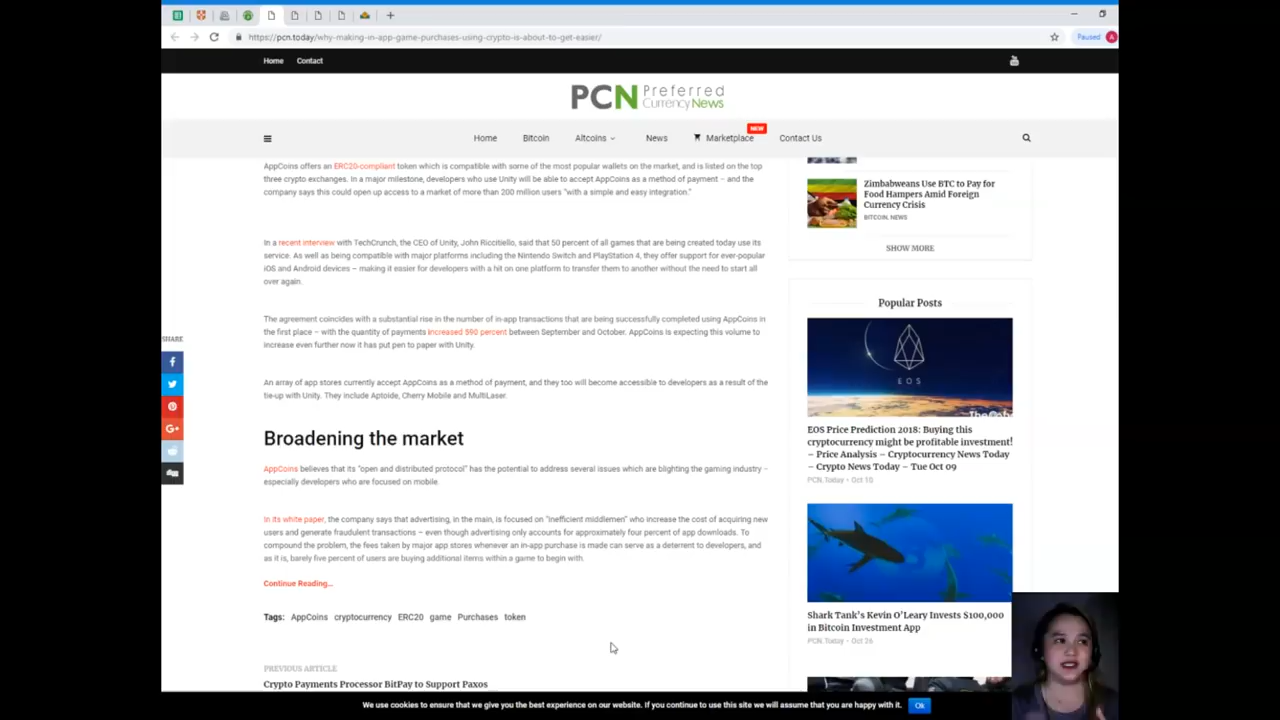 https://pcn.today/why-making-in-app-game-purchases-using-crypto-is-about-to-get-easier/
Paused
A
Home Contact
PCN Preferred Currency News
NEW
Home Bitcoin Altcoins News Marketplace Contact Us
AppCoins offers an ERC20-compliant token which is compatible with some of the most popular wallets on the market, and is listed on the top
three crypto exchanges. In a major milestone, developers who use Unity will be able to accept AppCoins as a method of payment – and the
company says this could open up access to a market of more than 200 million users "with a simple and easy integration."
In a recent interview with TechCrunch, the CEO of Unity, John Riccitiello, said that 50 percent of all games that are being created today use its
service. As well as being compatible with major platforms including the Nintendo Switch and PlayStation 4, they offer support for ever-popular
iOS and Android devices – making it easier for developers with a hit on one platform to transfer them to another without the need to start all
over again.
The agreement coincides with a substantial rise in the number of in-app transactions that are being successfully completed using AppCoins in
the first place – with the quantity of payments increased 590 percent between September and October. AppCoins is expecting this volume to
increase even further now it has put pen to paper with Unity.
An array of app stores currently accept AppCoins as a method of payment, and they too will become accessible to developers as a result of the
tie-up with Unity. They include Aptoide, Cherry Mobile and MultiLaser.
Broadening the market
AppCoins believes that its "open and distributed protocol" has the potential to address several issues which are blighting the gaming industry –
especially developers who are focused on mobile.
In its white paper, the company says that advertising, in the main, is focused on "inefficient middlemen" who increase the cost of acquiring new
users and generate fraudulent transactions – even though advertising only accounts for approximately four percent of app downloads. To
compound the problem, the fees taken by major app stores whenever an in-app purchase is made can serve as a deterrent to developers, and
as it is, barely five percent of users are buying additional items within a game to begin with.
Continue Reading...
Tags: AppCoins cryptocurrency ERC20 game Purchases token
PREVIOUS ARTICLE
Crypto Payments Processor BitPay to Support Paxos
SHARE
Zimbabweans Use BTC to Pay for
Food Hampers Amid Foreign
Currency Crisis
BITCOIN, NEWS
SHOW MORE
Popular Posts
EOS
EOS Price Prediction 2018: Buying this
cryptocurrency might be profitable investment!
– Price Analysis – Cryptocurrency News Today
– Crypto News Today – Tue Oct 09
PCN.Today • Oct 10
Shark Tank's Kevin O'Leary Invests $100,000
in Bitcoin Investment App
PCN.Today • Oct 26
We use cookies to ensure that we give you the best experience on our website. If you continue to use this site we will assume that you are happy with it. Ok